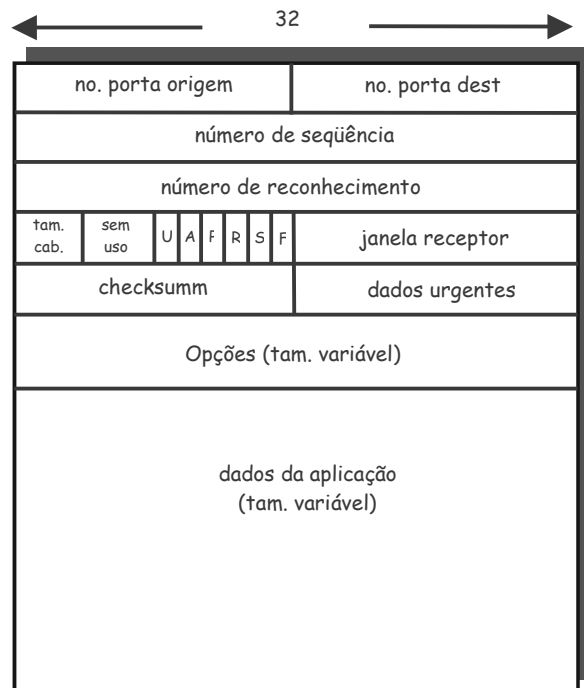 32
no. porta origem
no. porta dest
número de seqüência
número de reconhecimento
tam.
cab.
sem
uso
U
A
P
R
S
F
janela receptor
checksumm
dados urgentes
Opções (tam. variável)
dados da aplicação
(tam. variável)